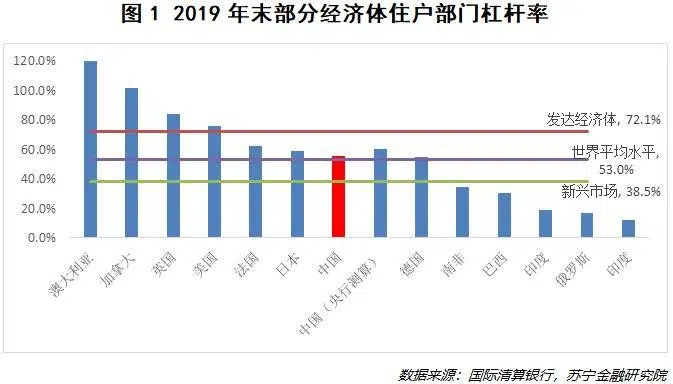 图 1 2019 年末部分经济体住户部门杠杆率
120.0%
100.0%
80.0%
60.0%
40.0%
20.0%
0.0%
发达经济体, 72.1%
世界平均水平,
53.0%
新兴市场, 38.5%
澳大利亚
加拿大
英国
美国
法国
日本
中国
中国（央行测算）
德国
南非
巴西
印度
俄罗斯
印度
数据来源：国际清算银行，苏宁金融研究院